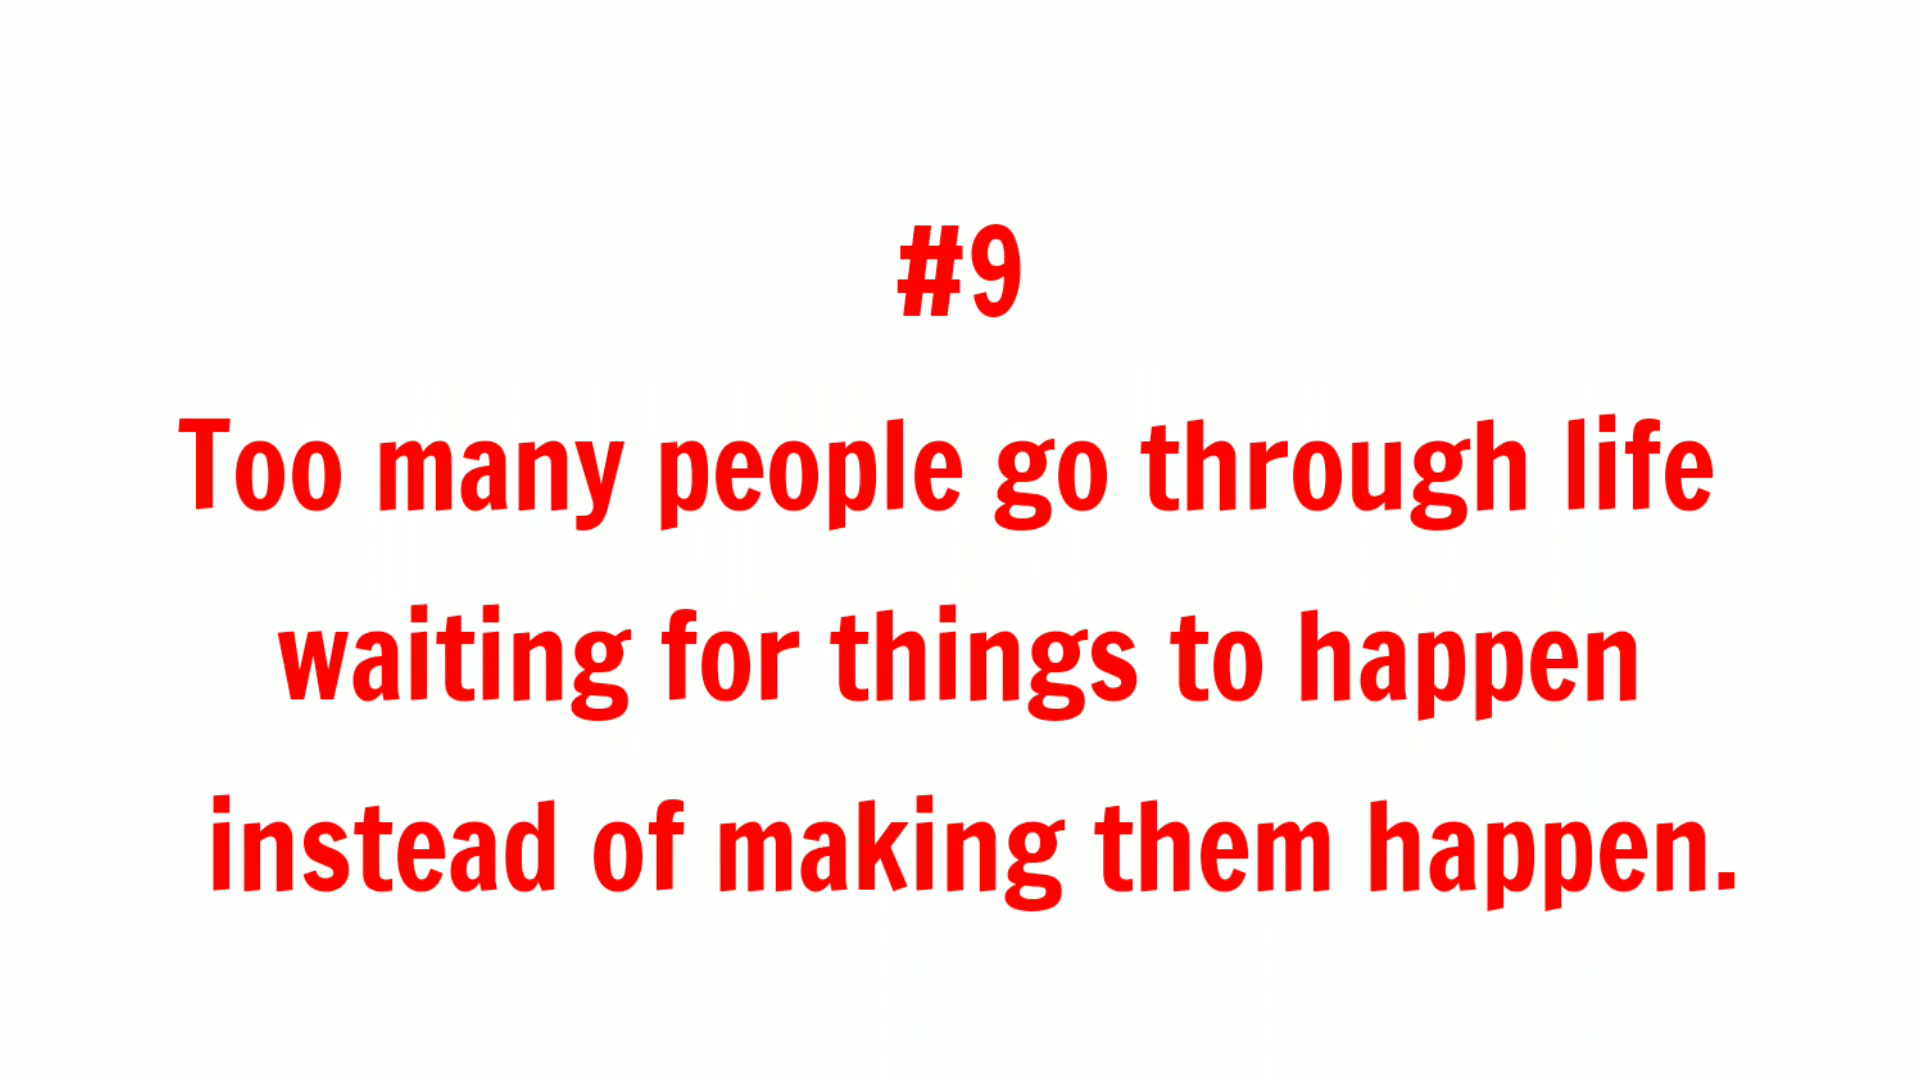 #9
Too many people go through life
waiting for things to happen
instead of making them happen.